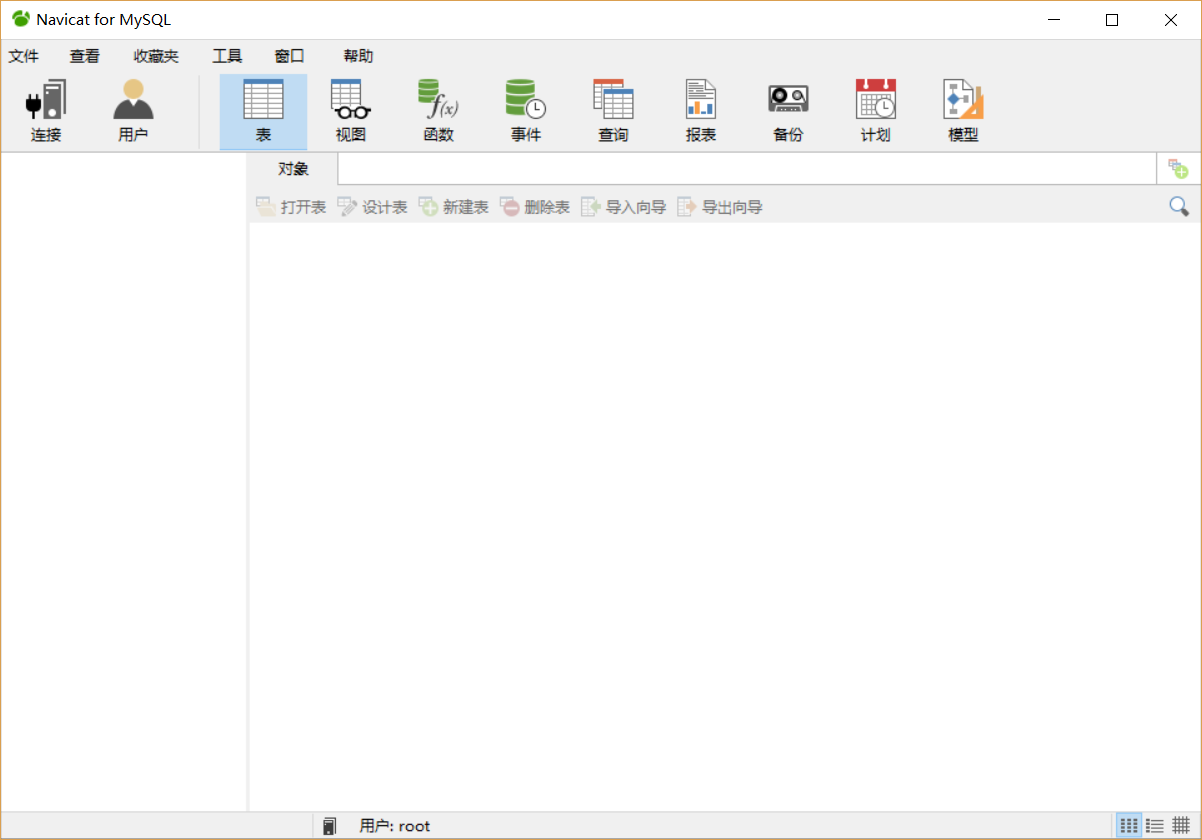 Navicat for MySQL
文件 查看 收藏夹 工具 窗口 帮助
连接 用户 表 视图 函数 事件 查询 报表 备份 计划 模型
对象
打开表 设计表 新建表 删除表 导入向导 导出向导
用户: root